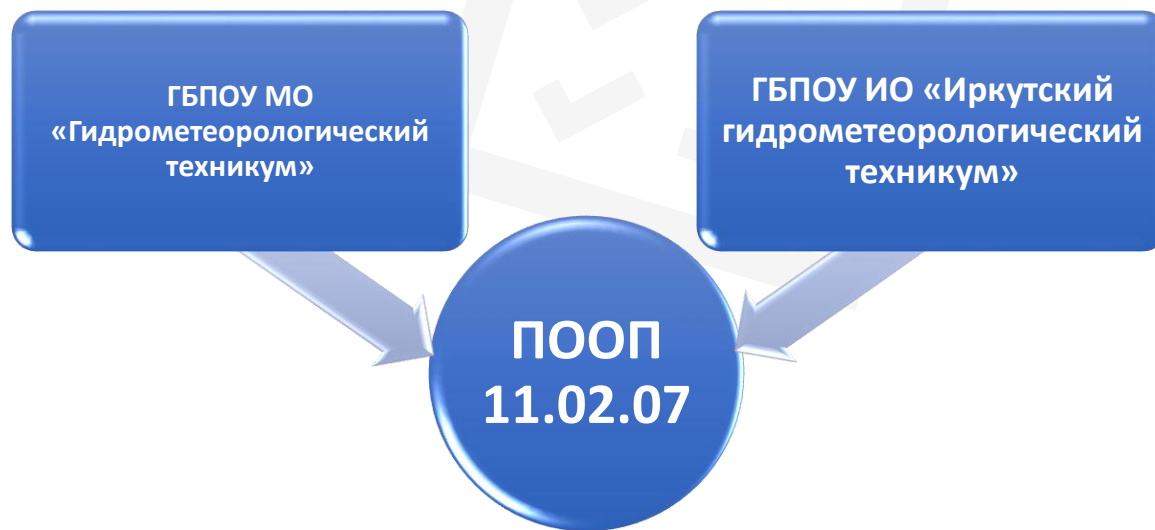 ГБПОУ МО
«Гидрометеорологический
техникум»
ГБПОУ ИО «Иркутский
гидрометеорологический
техникум»
ПООП
11.02.07